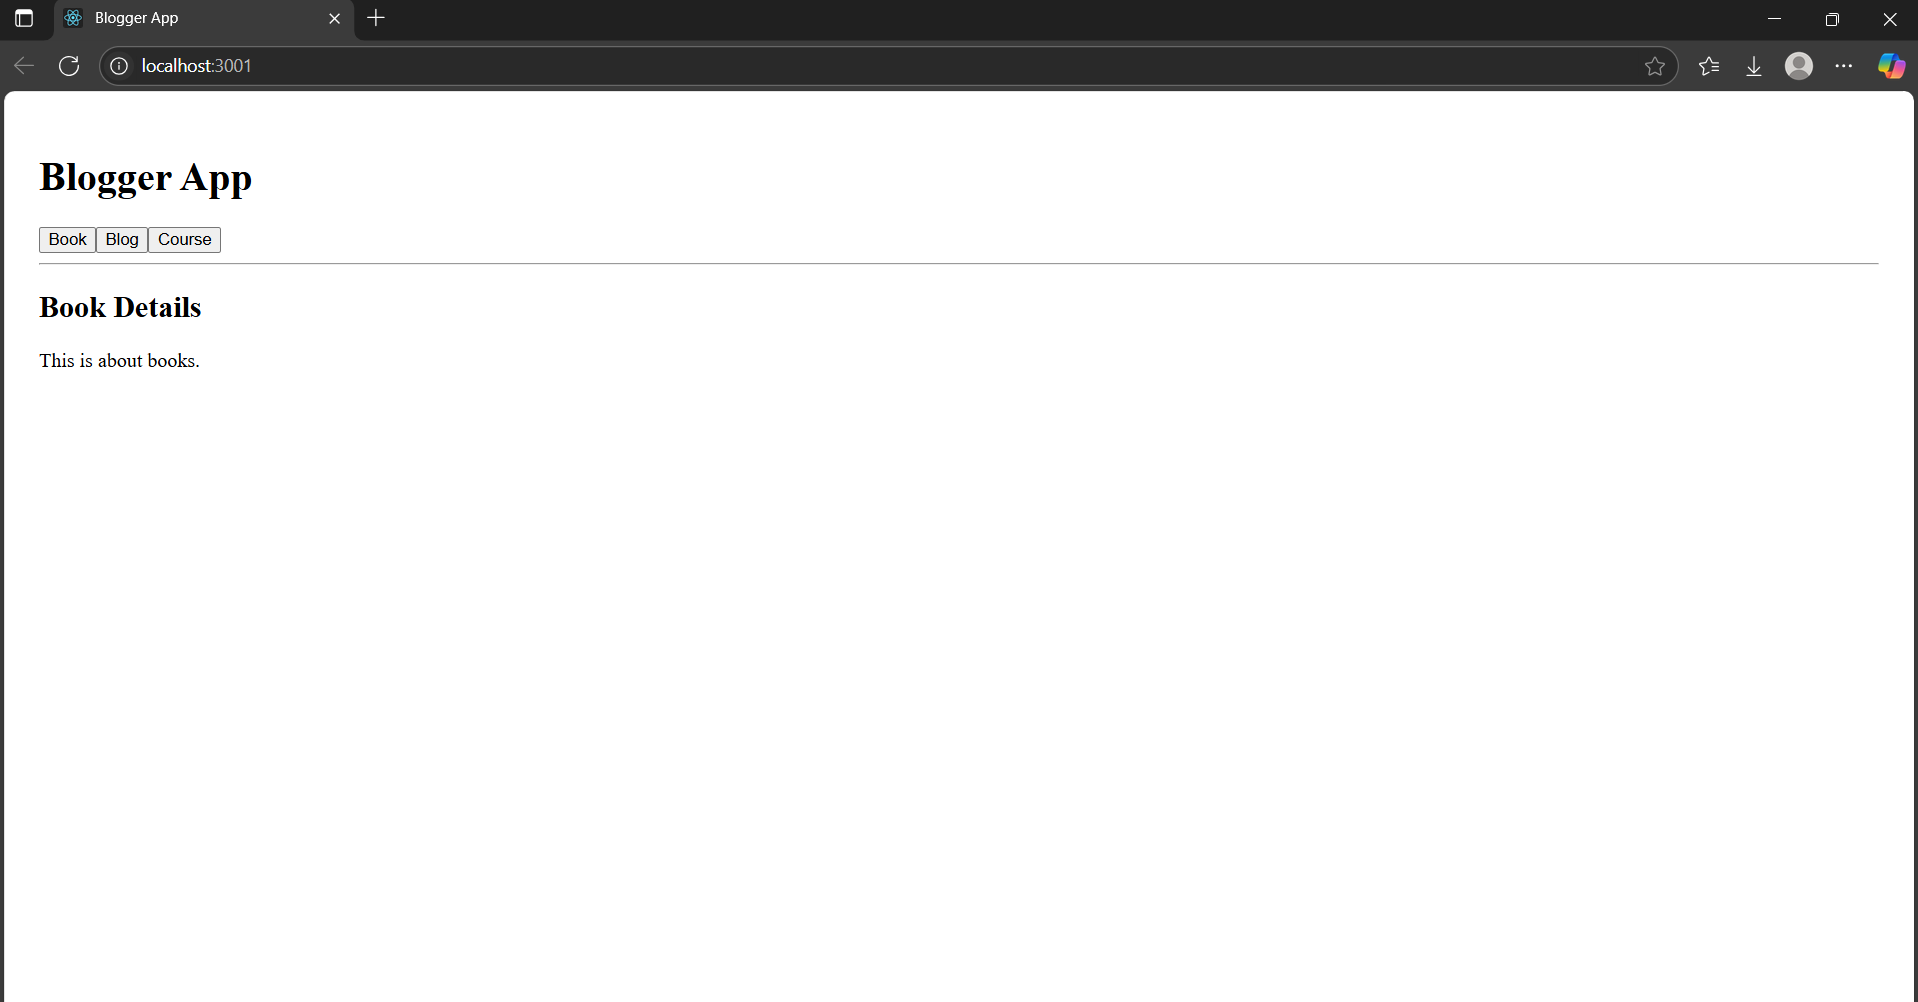 Blogger App
localhost:3001
Blogger App
Book Blog Course
Book Details
This is about books.